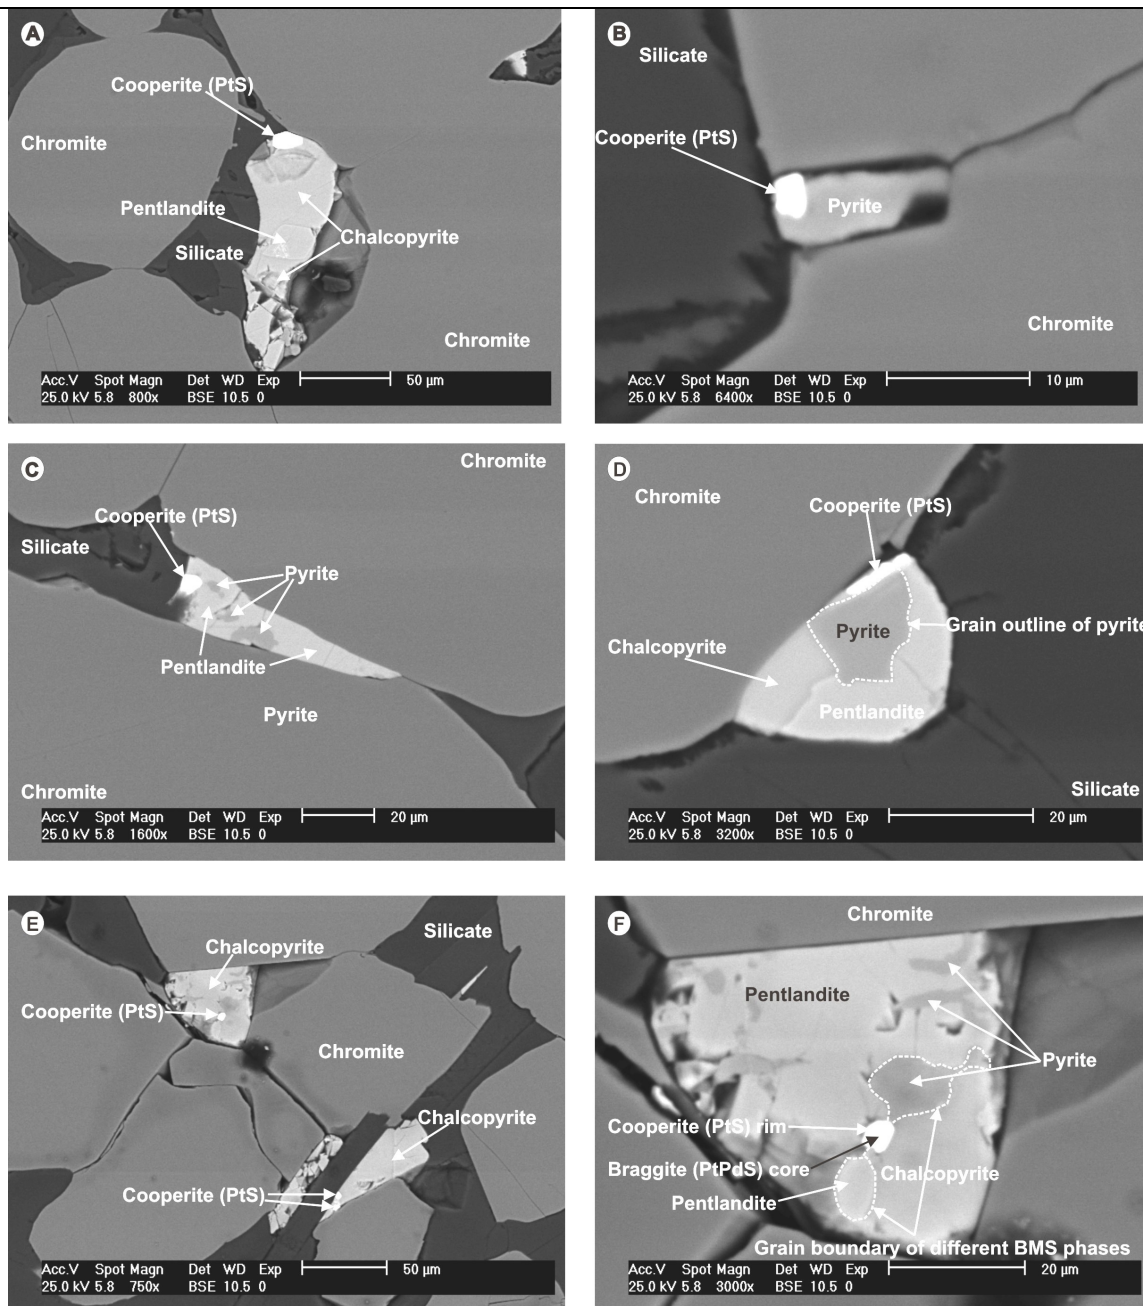 A
Cooperite (PtS)
Chromite
Pentlandite
Chalcopyrite
Silicate
Chromite
Acc.V Spot Magn Det WD Exp 50 µm
25.0 kV 5.8 800x BSE 10.5 0
B
Silicate
Cooperite (PtS)
Pyrite
Chromite
Acc.V Spot Magn Det WD Exp 10 µm
25.0 kV 5.8 6400x BSE 10.5 0
C
Chromite
Cooperite (PtS)
Silicate
Pyrite
Pentlandite
Pyrite
Chromite
Acc.V Spot Magn Det WD Exp 20 µm
25.0 kV 5.8 1600x BSE 10.5 0
D
Chromite
Cooperite (PtS)
Pyrite
Grain outline of pyrite
Chalcopyrite
Pentlandite
Silicate
Acc.V Spot Magn Det WD Exp 20 µm
25.0 kV 5.8 3200x BSE 10.5 0
E
Silicate
Chalcopyrite
Cooperite (PtS)
Chromite
Chalcopyrite
Cooperite (PtS)
Acc.V Spot Magn Det WD Exp 50 µm
25.0 kV 5.8 750x BSE 10.5 0
F
Chromite
Pentlandite
Pyrite
Cooperite (PtS) rim
Braggite (PtPdS) core
Chalcopyrite
Pentlandite
Grain boundary of different BMS phases
Acc.V Spot Magn Det WD Exp 20 µm
25.0 kV 5.8 3000x BSE 10.5 0